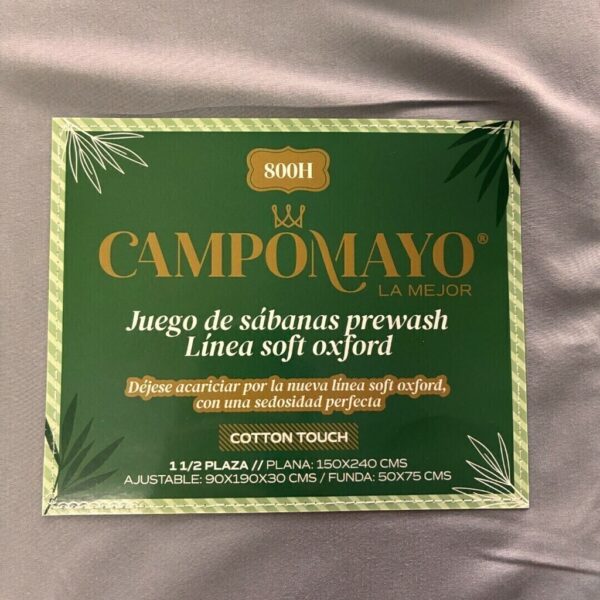 800H
CAMPOMAYO®
LA MEJOR
Juego de sábanas prewash
Línea soft oxford
Déjese acariciar por la nueva línea soft oxford,
con una sedosidad perfecta
COTTON TOUCH
1 1/2 PLAZA // PLANA: 150X240 CMS
AJUSTABLE: 90X190X30 CMS / FUNDA: 50X75 CMS